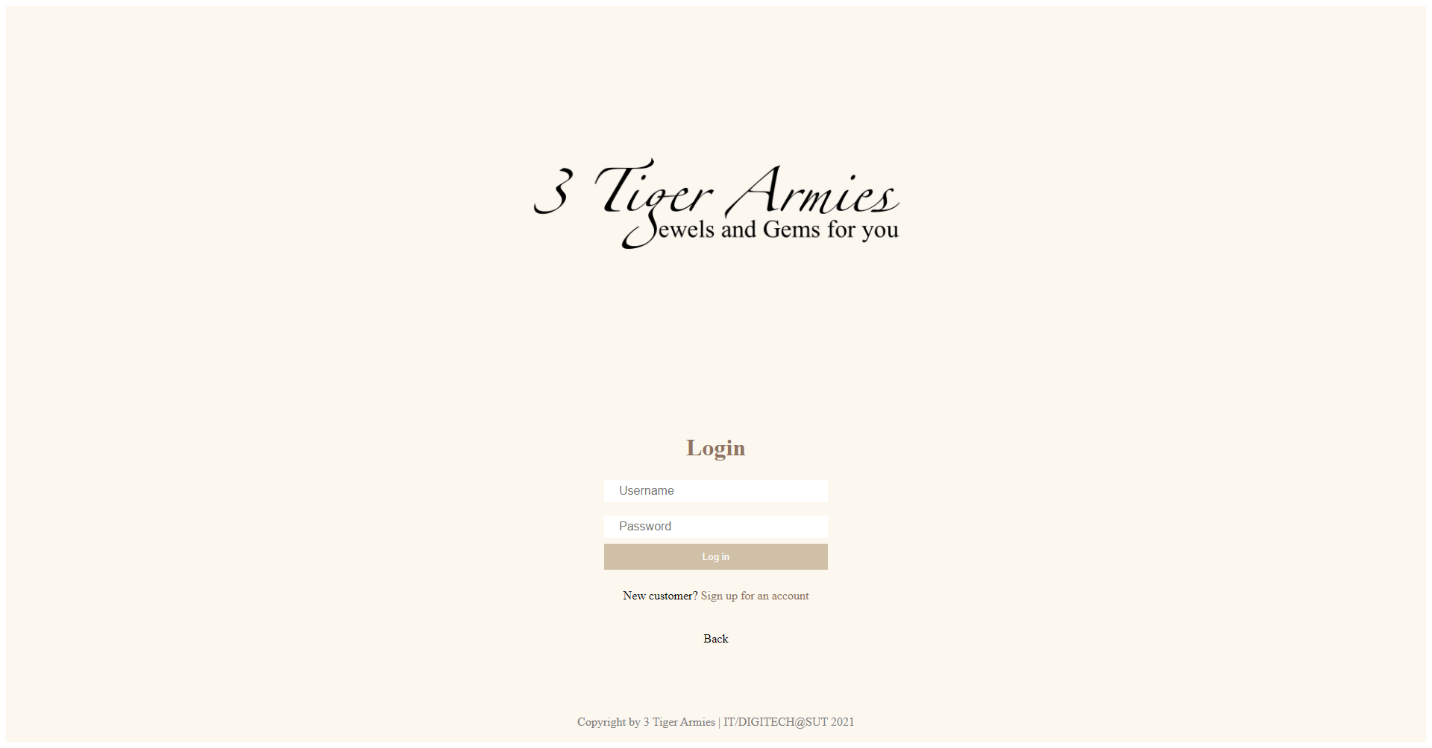 3 Tiger Armies
Jewels and Gems for you
Login
Username
Password
Log in
New customer? Sign up for an account
Back
Copyright by 3 Tiger Armies | IT/DIGITECH@SUT 2021